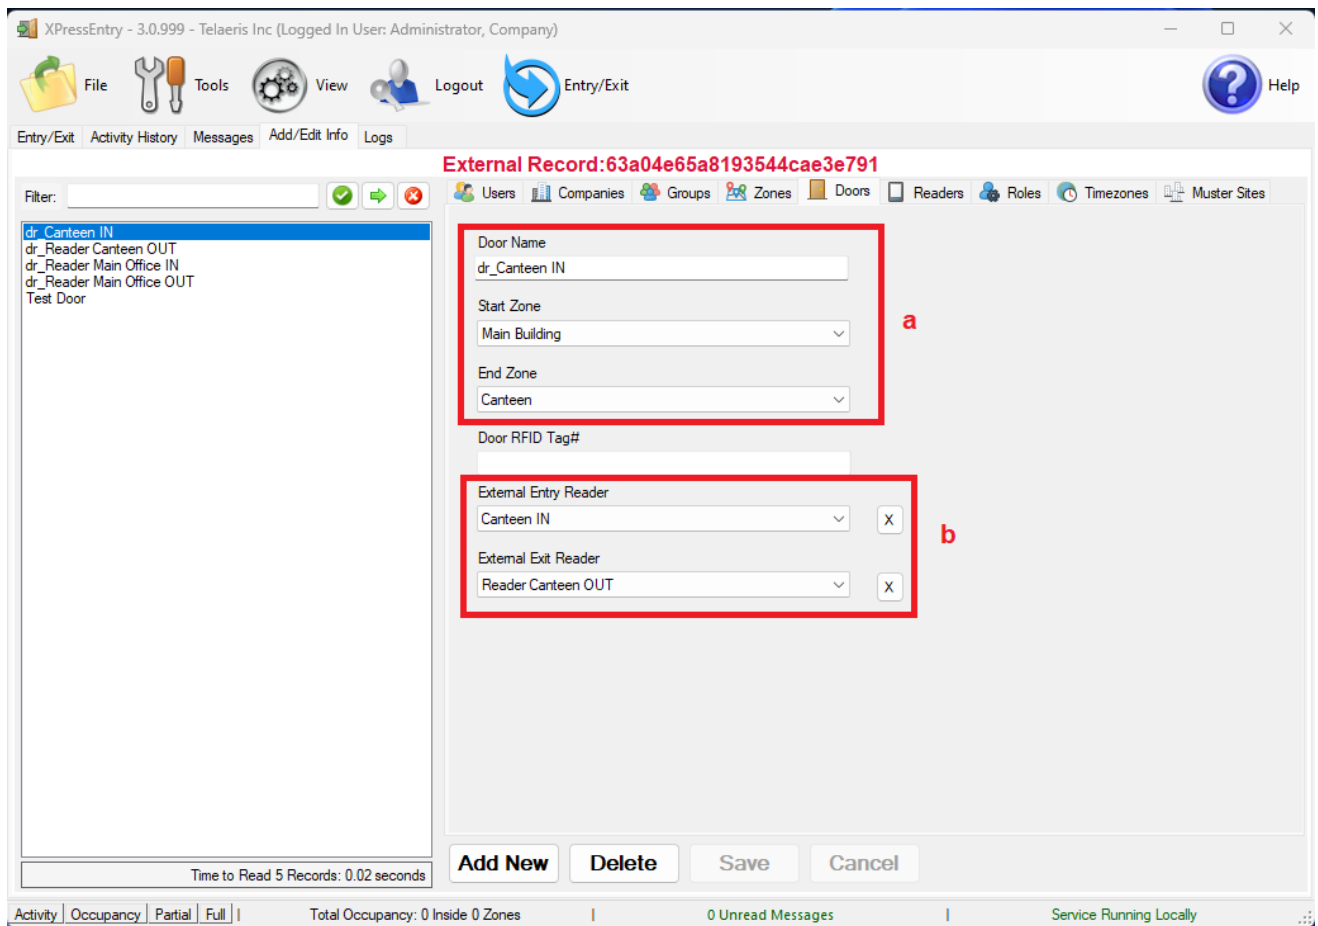 XPressEntry - 3.0.999 - Telaeris Inc (Logged In User: Administrator, Company)
File Tools View Logout Entry/Exit Help
Entry/Exit Activity History Messages Add/Edit Info Logs
External Record:63a04e65a8193544cae3e791
Filter:
Users Companies Groups Zones Doors Readers Roles Timezones Muster Sites
dr_Canteen IN
dr_Reader Canteen OUT
dr_Reader Main Office IN
dr_Reader Main Office OUT
Test Door
Door Name
dr_Canteen IN
Start Zone
Main Building
a
End Zone
Canteen
Door RFID Tag#
External Entry Reader
Canteen IN X
b
External Exit Reader
Reader Canteen OUT X
Add New Delete Save Cancel
Time to Read 5 Records: 0.02 seconds
Activity Occupancy Partial Full | Total Occupancy: 0 Inside 0 Zones | 0 Unread Messages | Service Running Locally